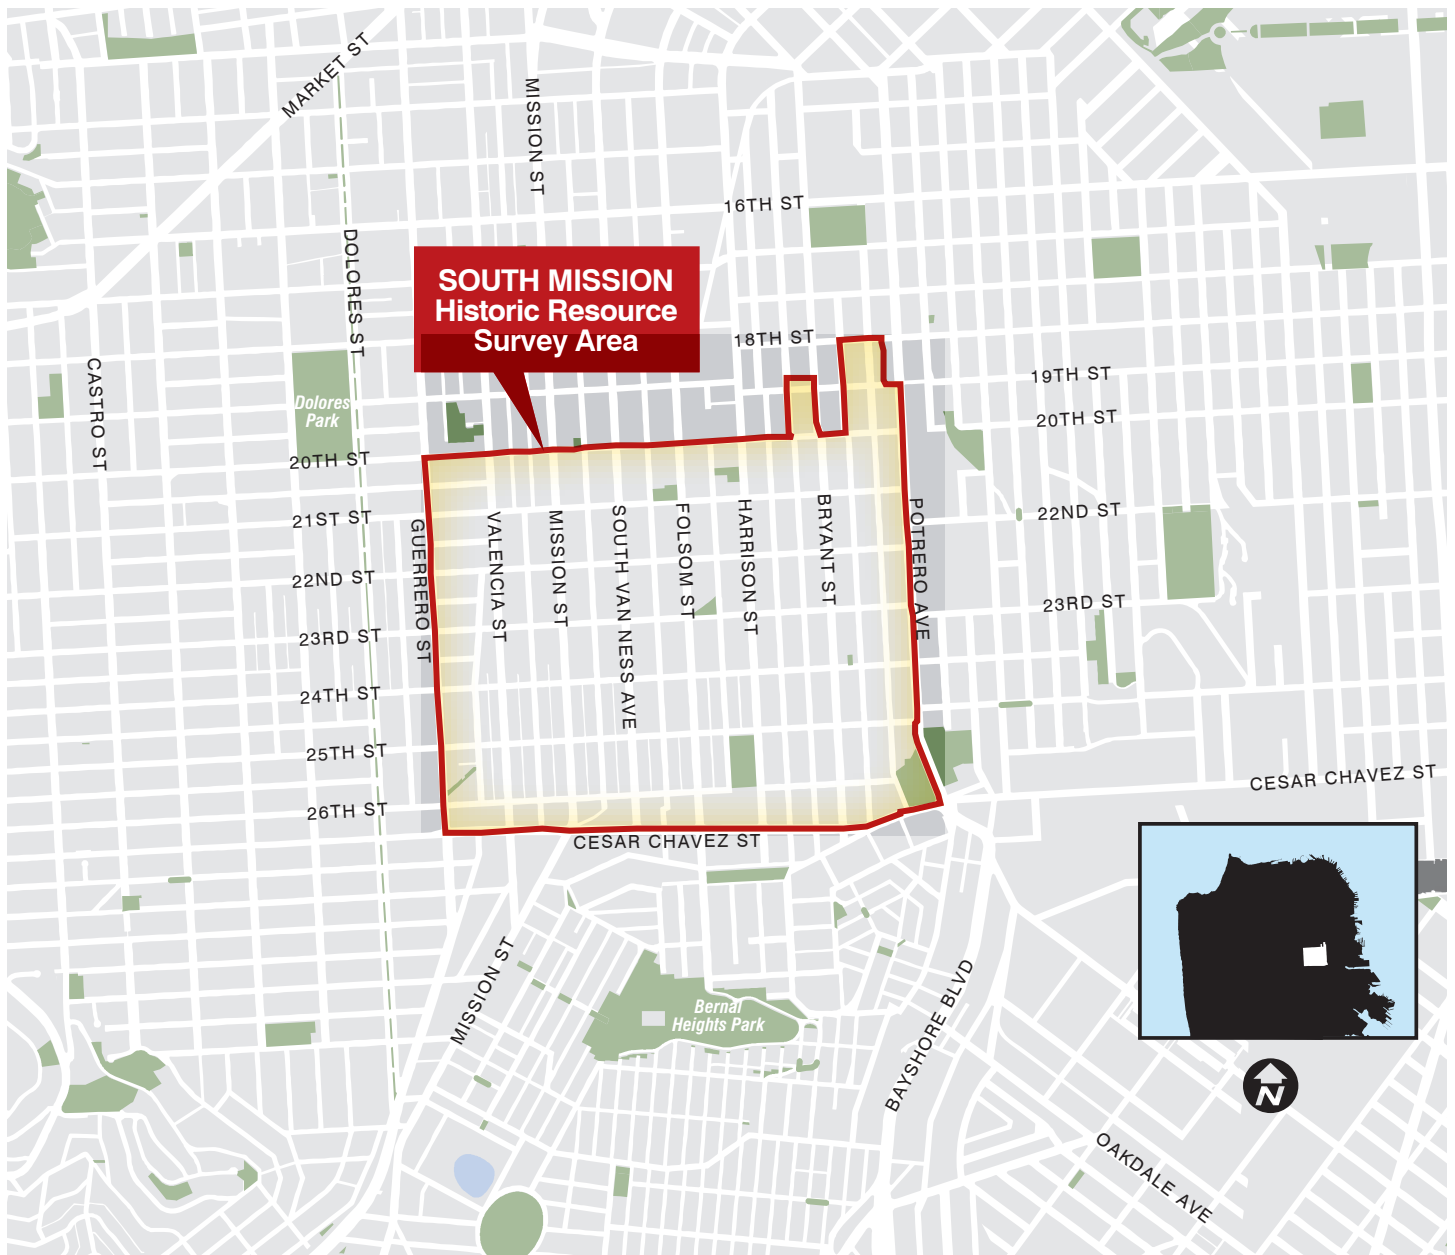 MARKET ST
MISSION ST
16TH ST
DOLORES ST
SOUTH MISSION
Historic Resource
Survey Area
18TH ST
CASTRO ST
19TH ST
Dolores
Park
20TH ST
20TH ST
21ST ST
22ND ST
22ND ST
23RD ST
23RD ST
24TH ST
25TH ST
26TH ST
GUERRERO ST
VALENCIA ST
MISSION ST
SOUTH VAN NESS AVE
FOLSOM ST
HARRISON ST
BRYANT ST
POTRERO AVE
CESAR CHAVEZ ST
CESAR CHAVEZ ST
MISSION ST
Bernal
Heights Park
BAYSHORE BLVD
N
OAKDALE AVE